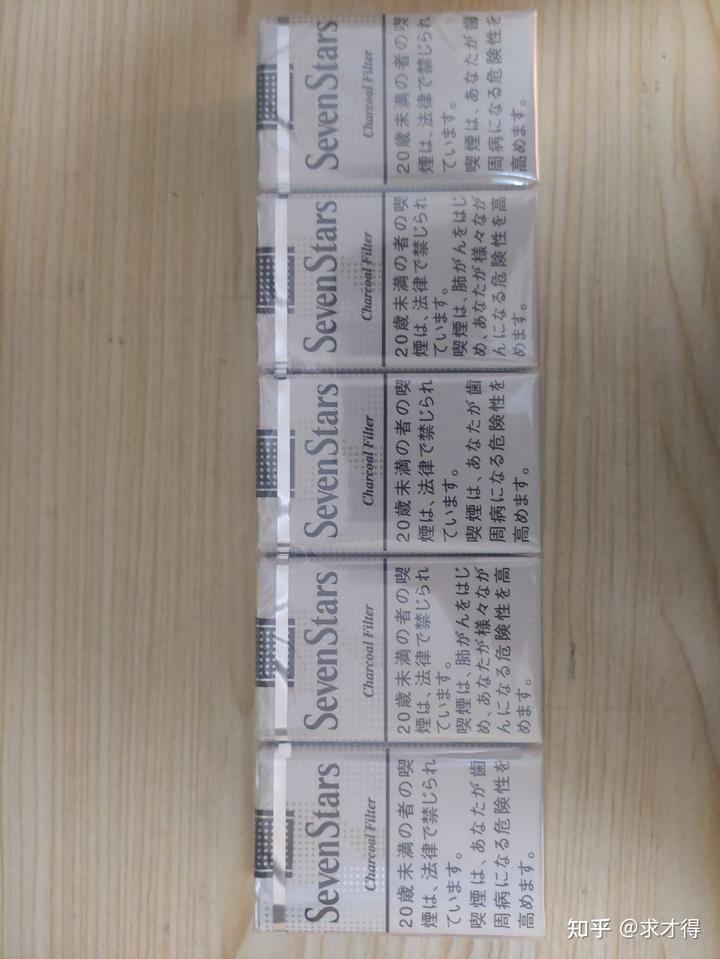 SevenStars
Charcoal Filter
20歳未満の者の喫
煙は、法律で禁じられ
ています。
喫煙は、あなたが歯
周病になる危険性を
高めます。
SevenStars
Charcoal Filter
20歳未満の者の喫
煙は、法律で禁じられ
ています。
喫煙は、肺がんをはじ
め、あなたが様々なが
んになる危険性を高
めます。
SevenStars
Charcoal Filter
20歳未満の者の喫
煙は、法律で禁じられ
ています。
喫煙は、あなたが歯
周病になる危険性を
高めます。
SevenStars
Charcoal Filter
20歳未満の者の喫
煙は、法律で禁じられ
ています。
喫煙は、肺がんをはじ
め、あなたが様々なが
んになる危険性を高
めます。
SevenStars
Charcoal Filter
20歳未満の者の喫
煙は、法律で禁じられ
ています。
喫煙は、あなたが歯
周病になる危険性を
高めます。
知乎 @求才得